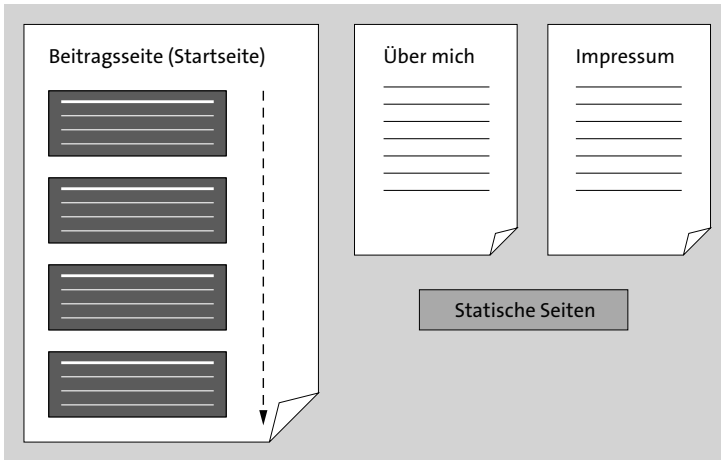 Beitragsseite (Startseite)
Über mich
Impressum
Statische Seiten